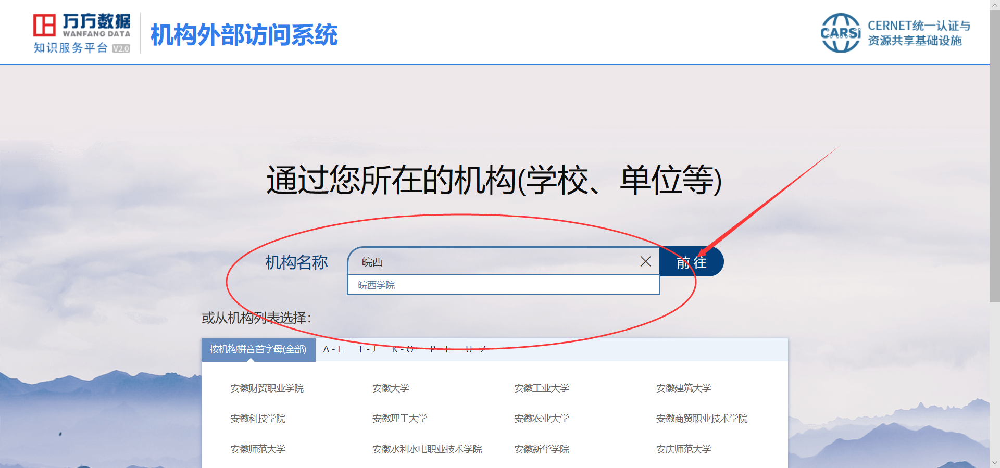 万方数据
WANFANG DATA
知识服务平台 V2.0
机构外部访问系统
CARSI
CERNET统一认证与
资源共享基础设施
通过您所在的机构(学校、单位等)
机构名称
皖西
前 往
皖西学院
或从机构列表选择：
按机构拼音首字母(全部) A - E F - J K - O P - T U - Z
安徽财贸职业学院 安徽大学 安徽工业大学 安徽建筑大学
安徽科技学院 安徽理工大学 安徽农业大学 安徽商贸职业技术学院
安徽师范大学 安徽水利水电职业技术学院 安徽新华学院 安庆师范大学